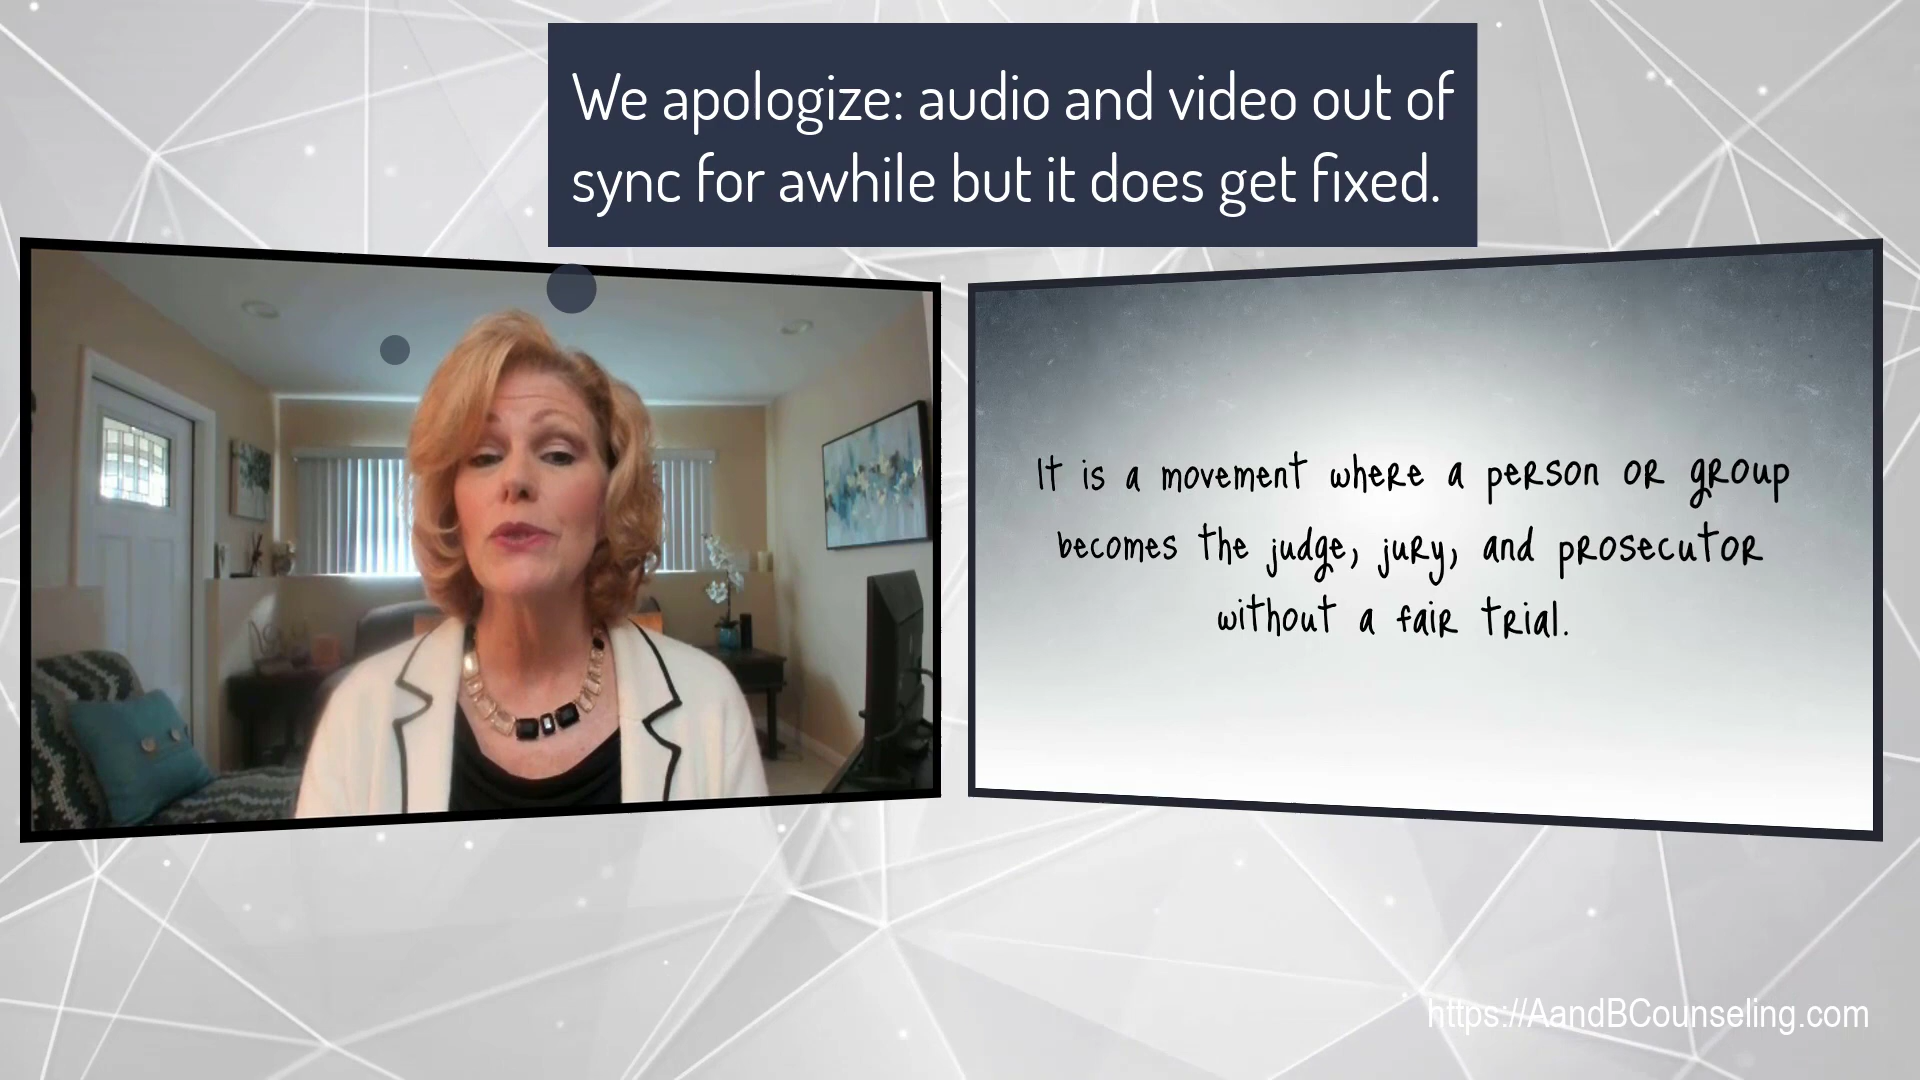 We apologize: audio and video out of
sync for awhile but it does get fixed.
It is a movement where a person or group
becomes the judge, jury, and prosecutor
without a fair trial.
https://AandBCounseling.com